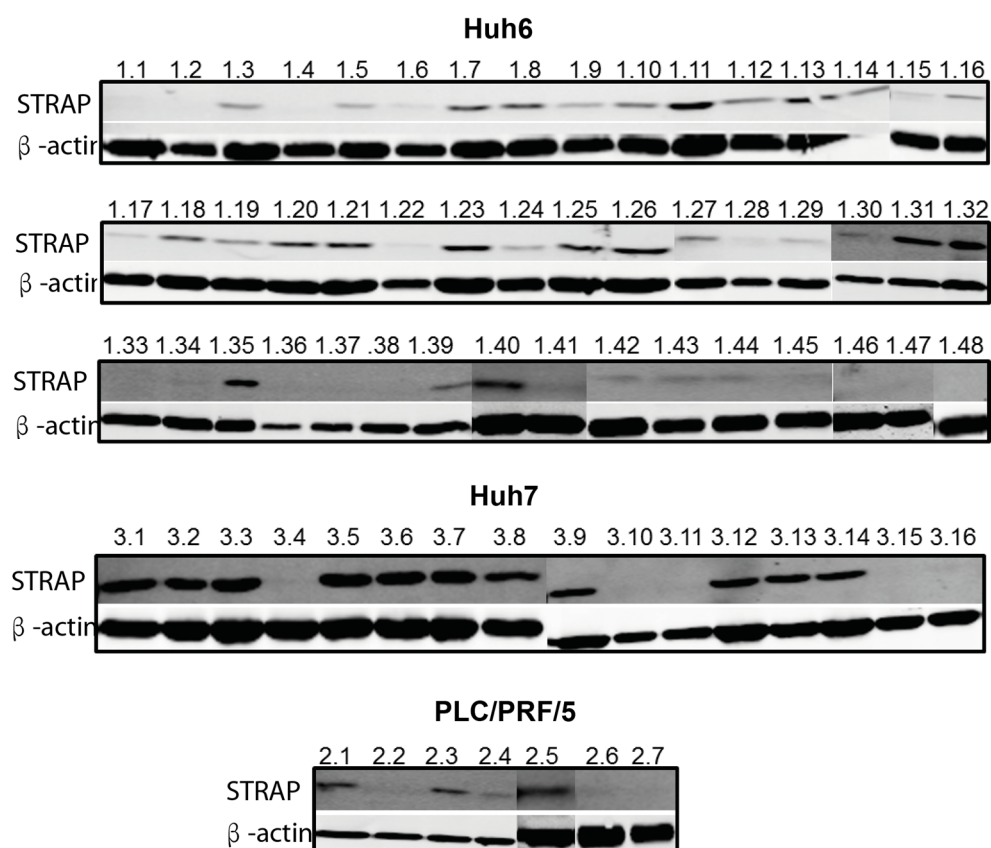 Huh6
1.1 1.2 1.3 1.4 1.5 1.6 1.7 1.8 1.9 1.10 1.11 1.12 1.13 1.14 1.15 1.16
STRAP
β -actin
1.17 1.18 1.19 1.20 1.21 1.22 1.23 1.24 1.25 1.26 1.27 1.28 1.29 1.30 1.31 1.32
STRAP
β -actin
1.33 1.34 1.35 1.36 1.37 .38 1.39 1.40 1.41 1.42 1.43 1.44 1.45 1.46 1.47 1.48
STRAP
β -actin
Huh7
3.1 3.2 3.3 3.4 3.5 3.6 3.7 3.8 3.9 3.10 3.11 3.12 3.13 3.14 3.15 3.16
STRAP
β -actin
PLC/PRF/5
2.1 2.2 2.3 2.4 2.5 2.6 2.7
STRAP
β -actin